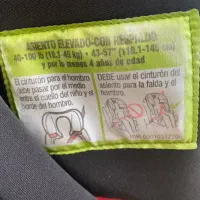 ASIENTO ELEVADO-CON RESPALDO
40-100 lb (18.1-45 kg) 43-57" (110.1-145 cm)
y por lo menos 4 años de edad
El cinturón para el hombro
debe pasar por el medio
entre el cuello del niño y el
borde del hombro.
DEBE usar el cinturón del
asiento para la falda y el
hombro.